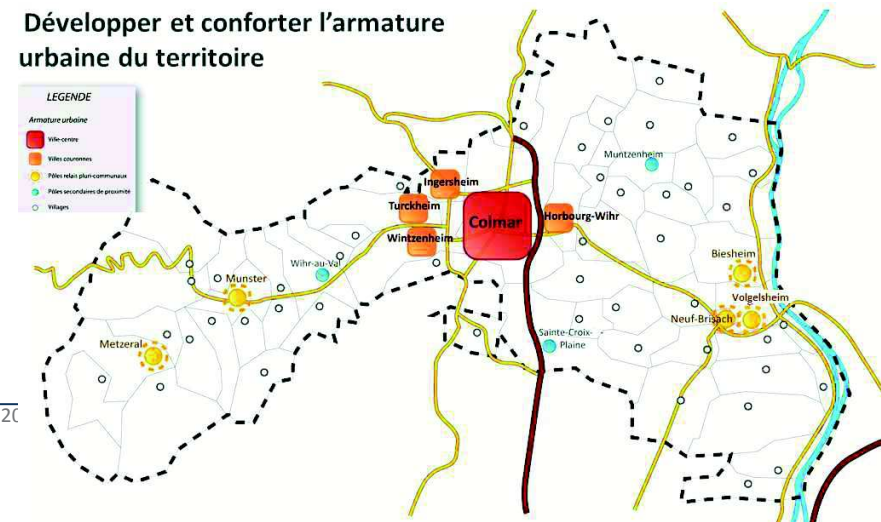 Développer et conforter l’armature
urbaine du territoire
LEGENDE
Armature urbaine
Ville-centre
Villes couronnes
Pôles relais pluri-communaux
Pôles secondaires de proximité
Villages
Muntzenheim
Ingersheim
Turckheim
Colmar
Horbourg-Wihr
Wintzenheim
Biesheim
Wihr-au-Val
Munster
Volgelsheim
Neuf-Brisach
Sainte-Croix-
Plaine
Metzeral
20